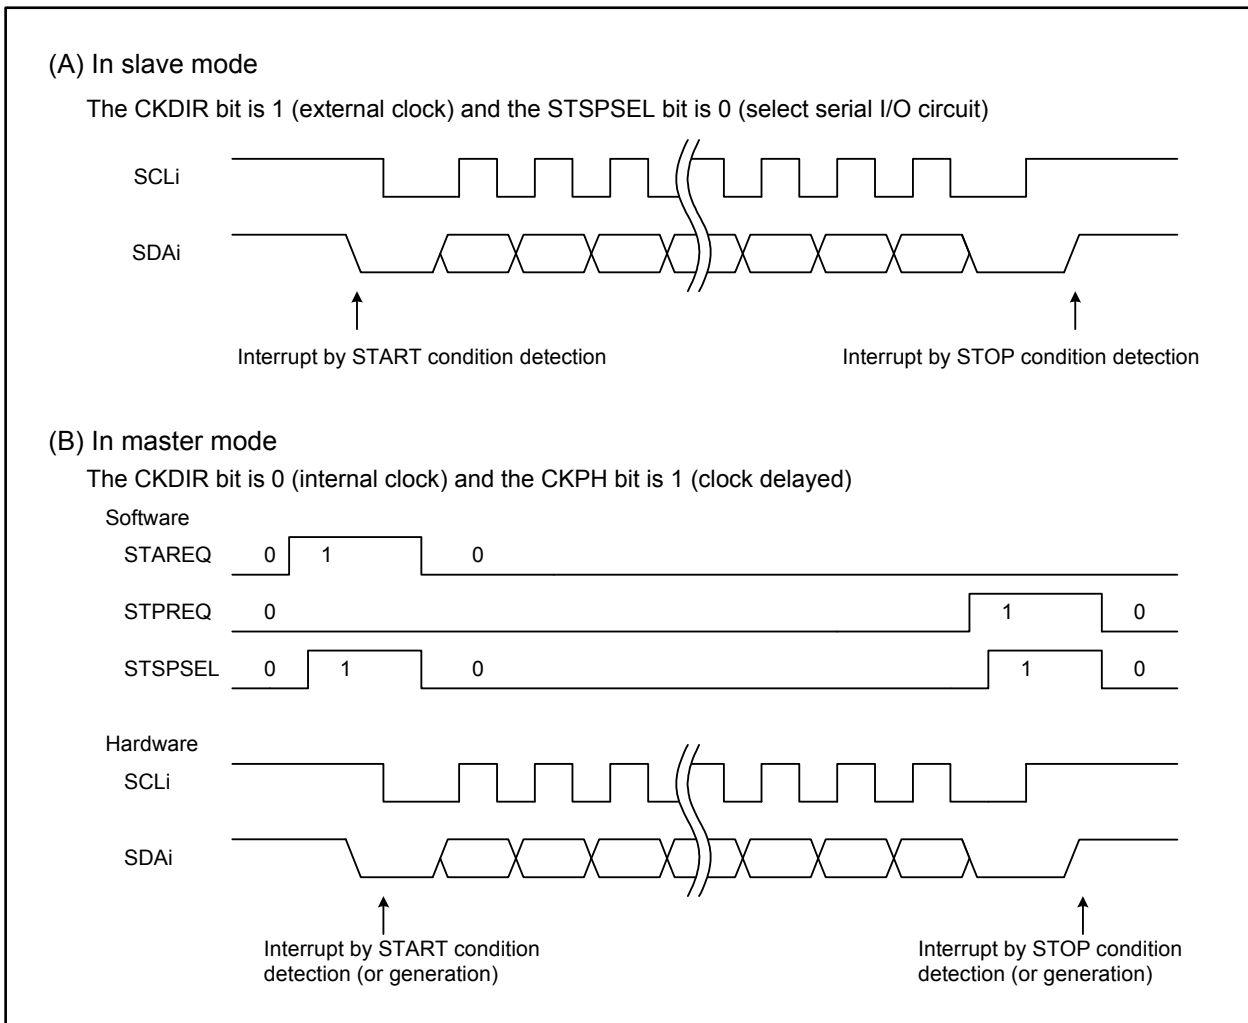 (A) In slave mode
The CKDIR bit is 1 (external clock) and the STSPSEL bit is 0 (select serial I/O circuit)
SCLi
SDAi
Interrupt by START condition detection
Interrupt by STOP condition detection
(B) In master mode
The CKDIR bit is 0 (internal clock) and the CKPH bit is 1 (clock delayed)
Software
STAREQ 0 1 0
STPREQ 0 1 0
STSPSEL 0 1 0 1 0
Hardware
SCLi
SDAi
Interrupt by START condition
detection (or generation)
Interrupt by STOP condition
detection (or generation)